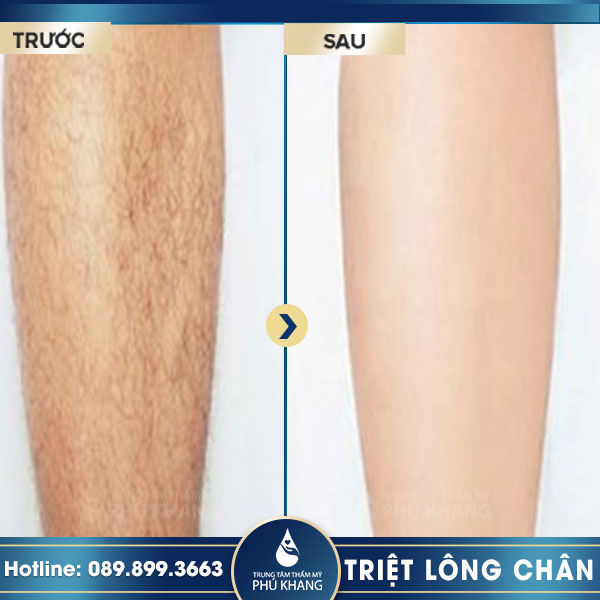 TRƯỚC
SAU
TRUNG TÂM THẨM MỸ
PHÚ KHANG
TRUNG TÂM THẨM MỸ
PHÚ KHANG
Hotline: 089.899.3663
TRUNG TÂM THẨM MỸ
PHÚ KHANG
TRIỆT LÔNG CHÂN